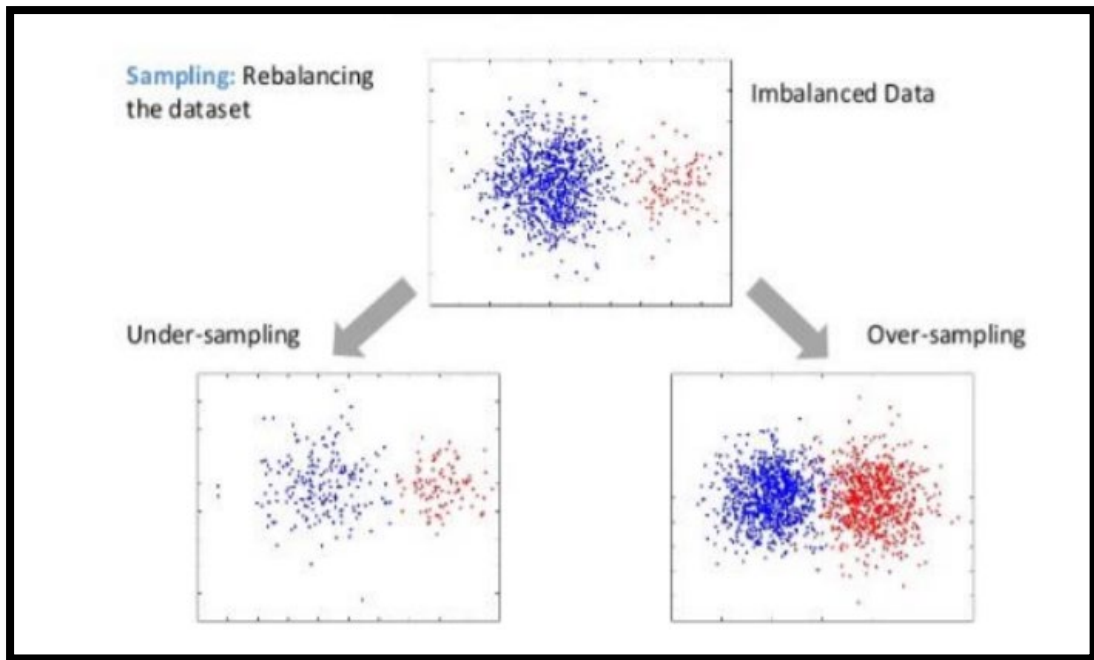 Sampling: Rebalancing
the dataset
Imbalanced Data
Under-sampling
Over-sampling